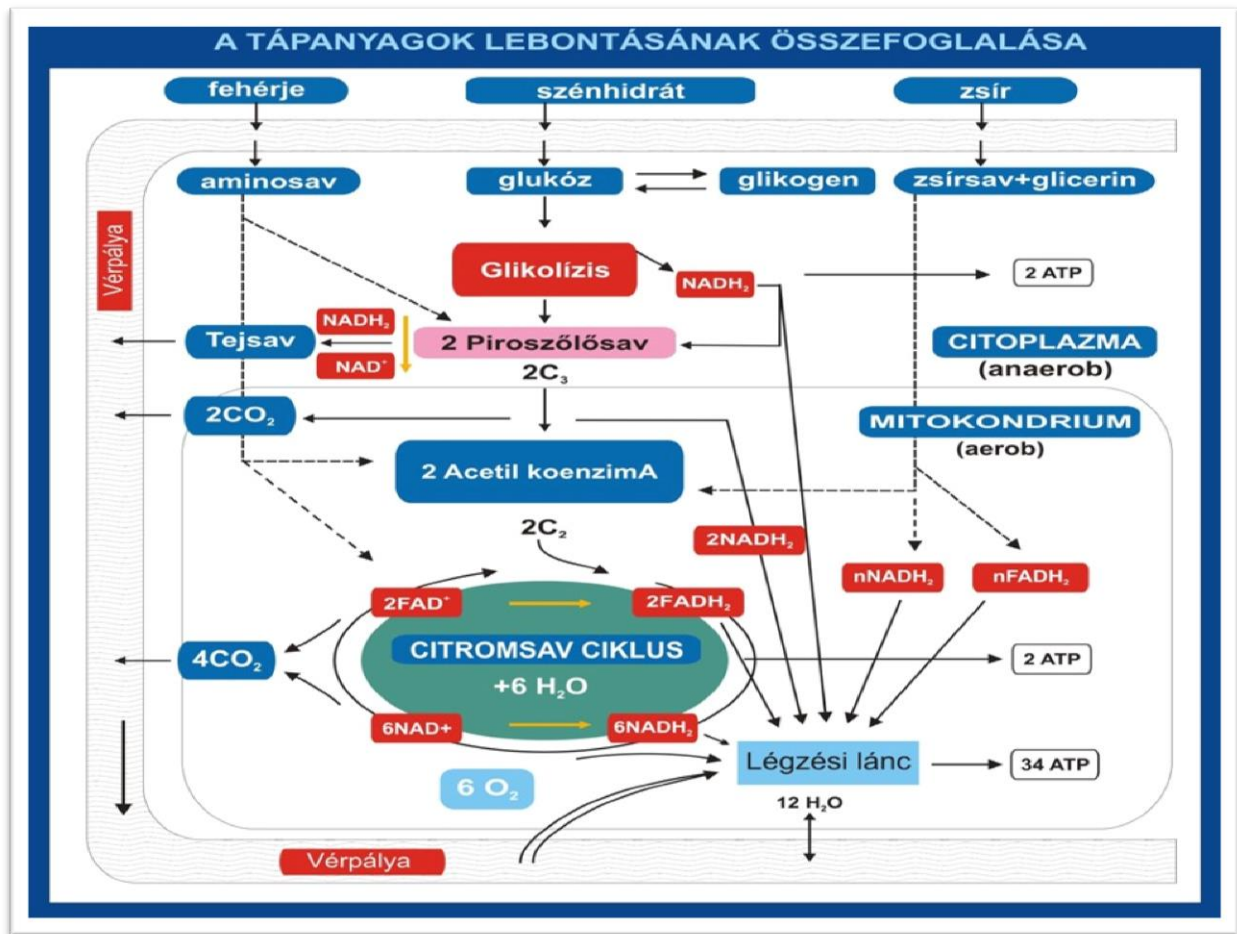 A TÁPANYAGOK LEBONTÁSÁNAK ÖSSZEFOGLALÁSA
fehérje
szénhidrát
zsír
aminosav
glukóz
glikogen
zsírsav+glicerin
Vérpálya
Glikolízis
NADH₂
2 ATP
NADH₂
Tejsav
2 Piroszőlősav
CITOPLAZMA
NAD⁺
2C₃
(anaerob)
2CO₂
MITOKONDRIUM
(aerob)
2 Acetil koenzimA
2C₂
2NADH₂
nNADH₂
nFADH₂
2FAD⁺
2FADH₂
4CO₂
CITROMSAV CIKLUS
2 ATP
+6 H₂O
6NAD+
6NADH₂
Légzési lánc
34 ATP
6 O₂
12 H₂O
Vérpálya